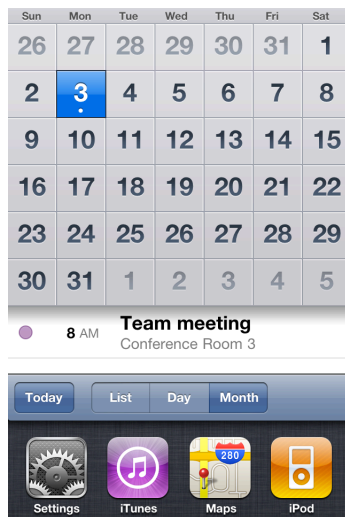 Sun Mon Tue Wed Thu Fri Sat
26 27 28 29 30 31 1
2 3 4 5 6 7 8
9 10 11 12 13 14 15
16 17 18 19 20 21 22
23 24 25 26 27 28 29
30 31 1 2 3 4 5
8 AM Team meeting
Conference Room 3
Today List Day Month
280
Settings iTunes Maps iPod